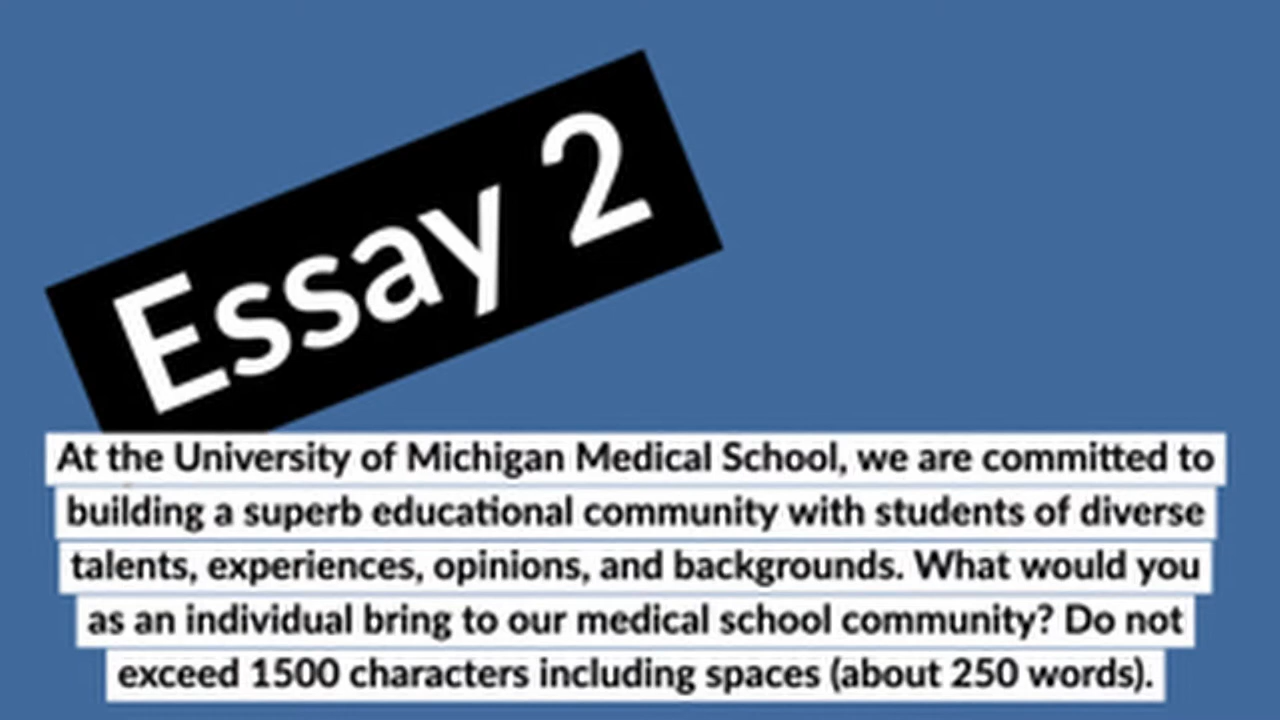 Essay 2
At the University of Michigan Medical School, we are committed to
building a superb educational community with students of diverse
talents, experiences, opinions, and backgrounds. What would you
as an individual bring to our medical school community? Do not
exceed 1500 characters including spaces (about 250 words).